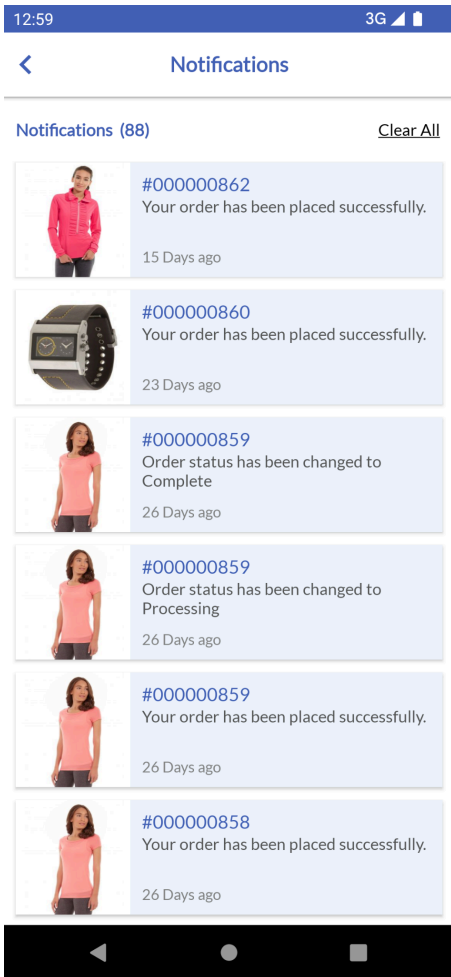 12:59
3G
Notifications
Notifications (88)
Clear All
#000000862
Your order has been placed successfully.
15 Days ago
#000000860
Your order has been placed successfully.
23 Days ago
#000000859
Order status has been changed to
Complete
26 Days ago
#000000859
Order status has been changed to
Processing
26 Days ago
#000000859
Your order has been placed successfully.
26 Days ago
#000000858
Your order has been placed successfully.
26 Days ago